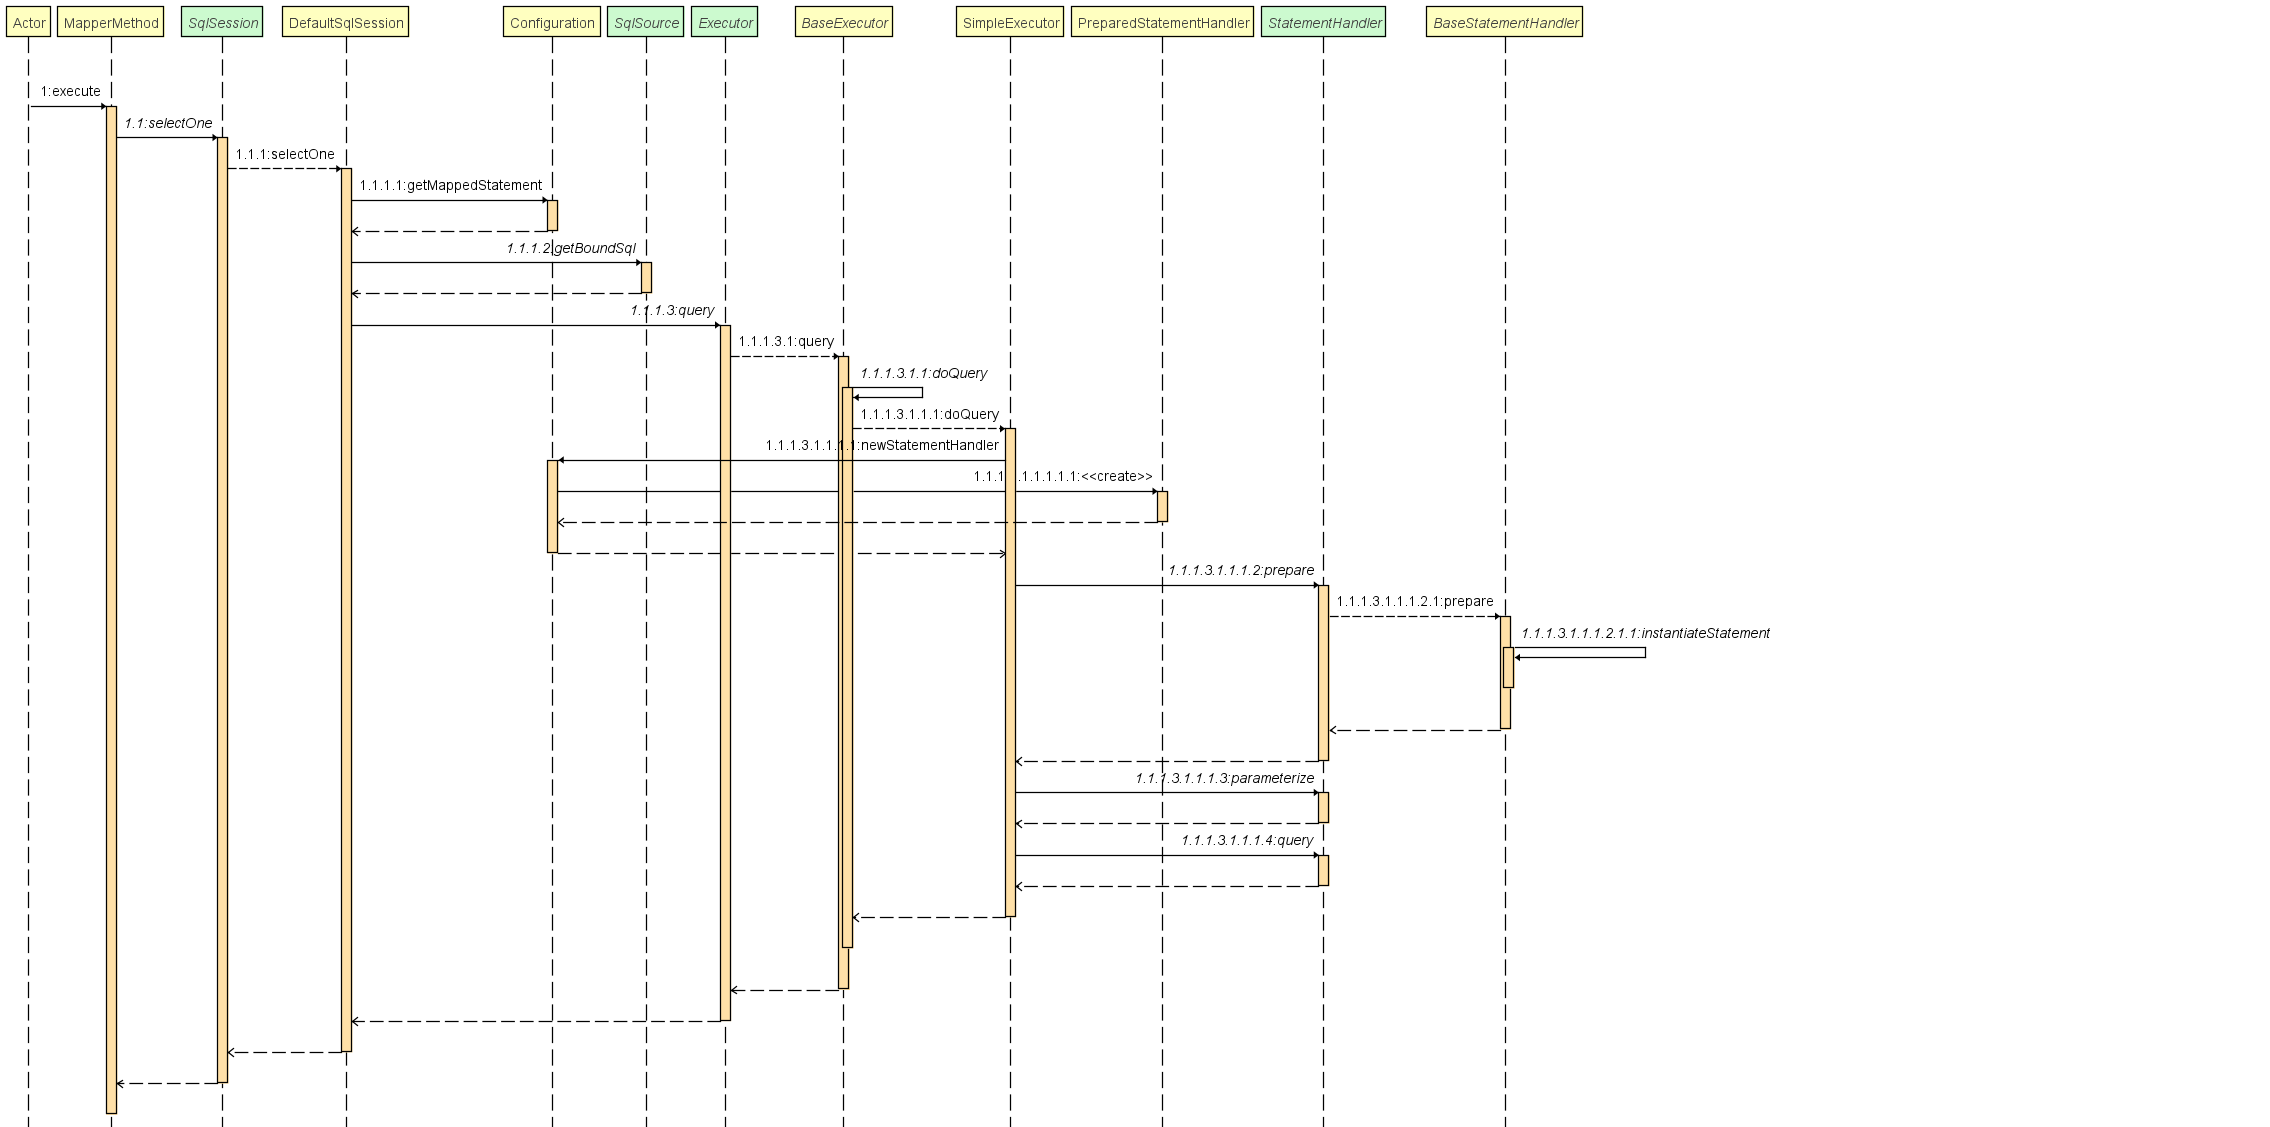 Actor
MapperMethod
SqlSession
DefaultSqlSession
Configuration
SqlSource
Executor
BaseExecutor
SimpleExecutor
PreparedStatementHandler
StatementHandler
BaseStatementHandler
1:execute
1.1:selectOne
1.1.1:selectOne
1.1.1.1:getMappedStatement
1.1.1.2:getBoundSql
1.1.1.3:query
1.1.1.3.1:query
1.1.1.3.1.1:doQuery
1.1.1.3.1.1.1:doQuery
1.1.1.3.1.1.1.1:newStatementHandler
1.1.1.3.1.1.1.1.1:<<create>>
1.1.1.3.1.1.1.2:prepare
1.1.1.3.1.1.1.2.1:prepare
1.1.1.3.1.1.1.2.1.1:instantiateStatement
1.1.1.3.1.1.1.3:parameterize
1.1.1.3.1.1.1.4:query